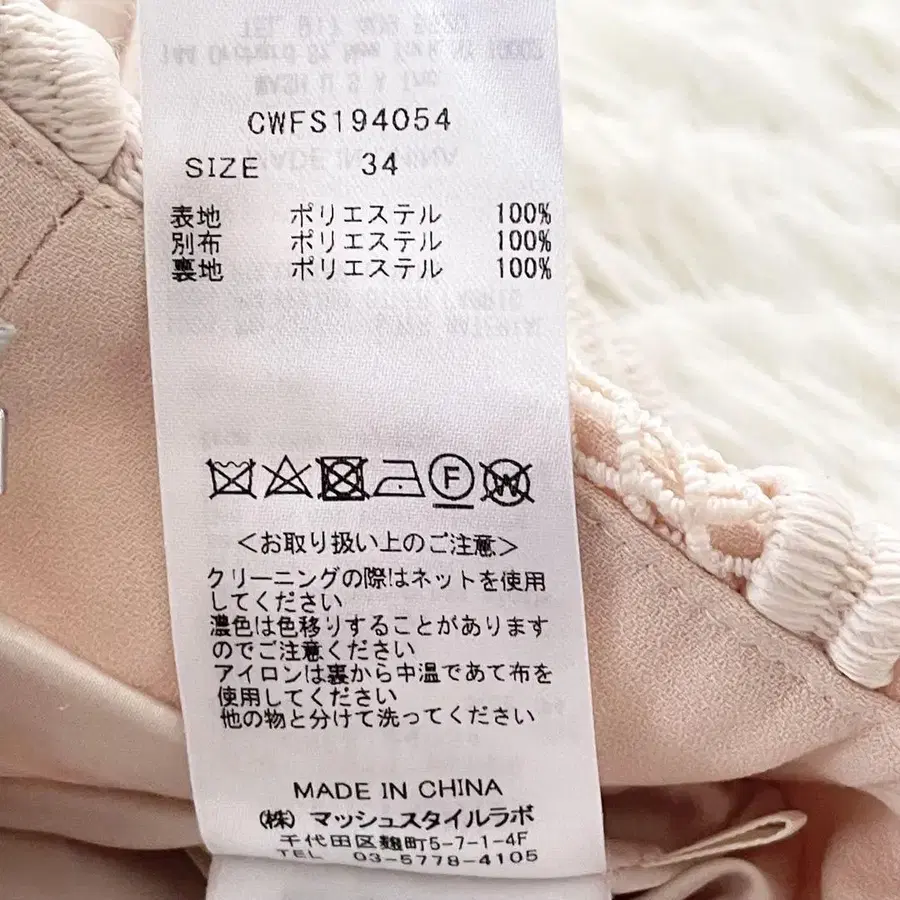 CWFS194054
SIZE 34
表地 ポリエステル 100%
別布 ポリエステル 100%
裏地 ポリエステル 100%
F
W
<お取り扱い上のご注意>
クリーニングの際はネットを使用
してください
濃色は色移りすることがあります
のでご注意ください
アイロンは裏から中温であて布を
使用してください
他の物と分けて洗ってください
MADE IN CHINA
(株) マッシュスタイルラボ
千代田区麹町5-7-1-4F
TEL 03-5778-4105